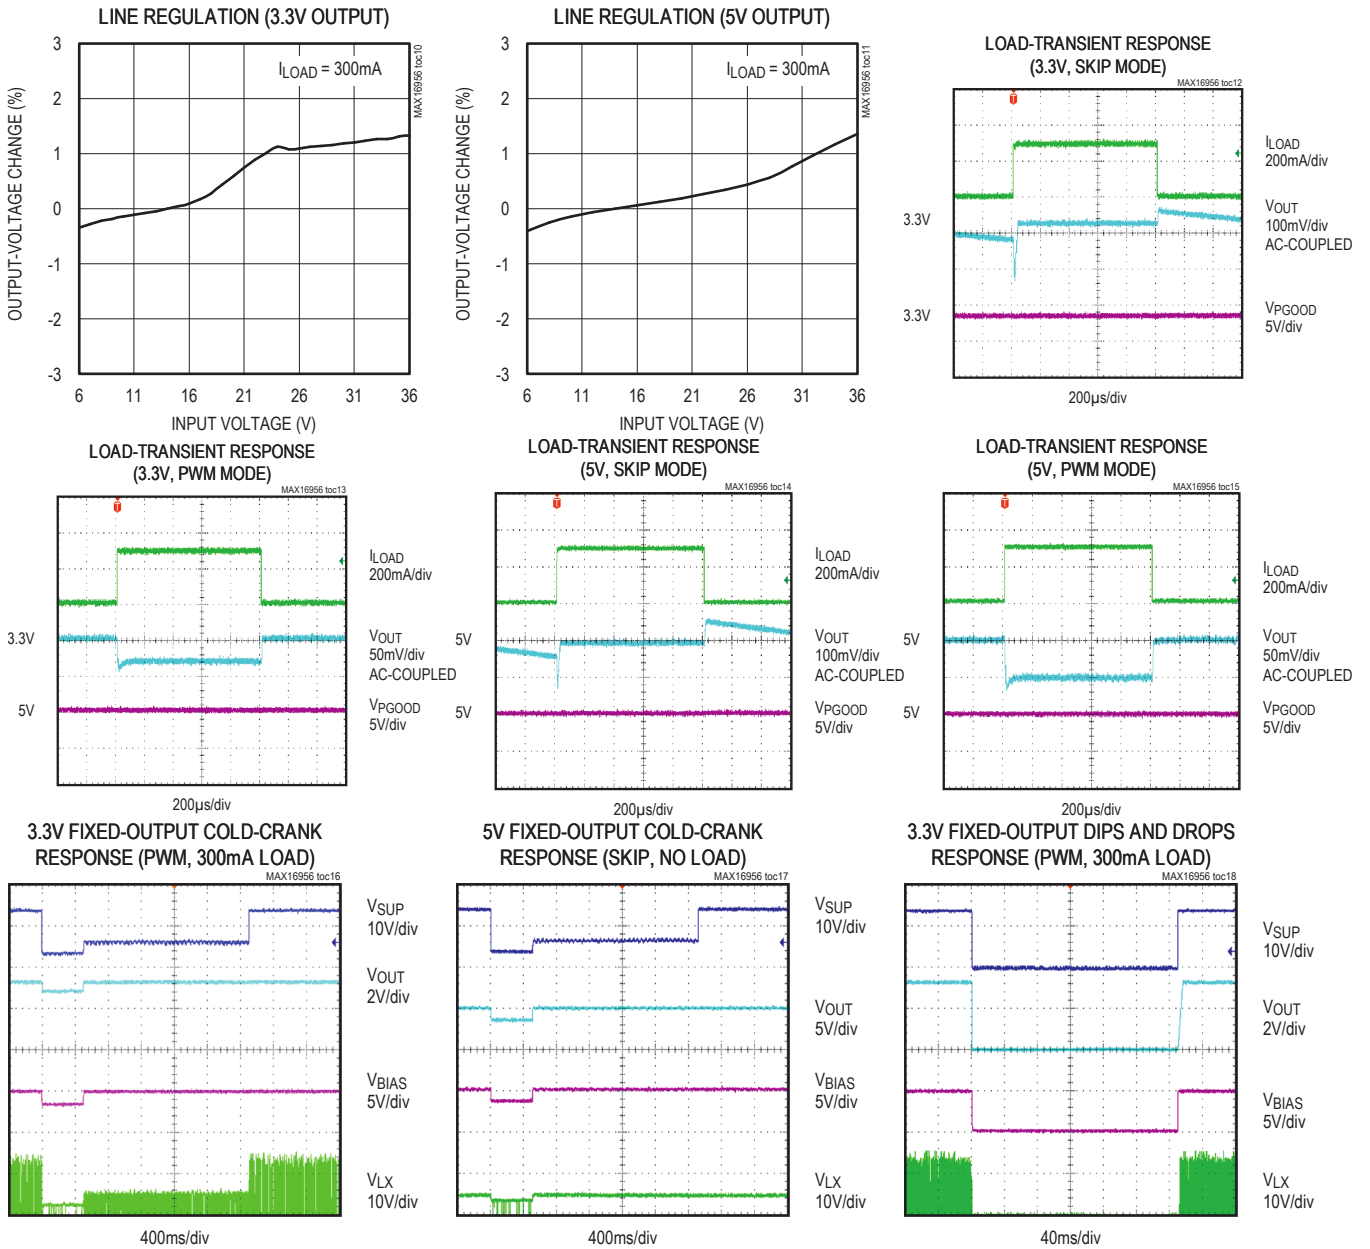 LINE REGULATION (3.3V OUTPUT)
OUTPUT-VOLTAGE CHANGE (%)
3
2
1
0
-1
-2
-3
ILOAD = 300mA
MAX16956 toc10
6 11 16 21 26 31 36
INPUT VOLTAGE (V)
LINE REGULATION (5V OUTPUT)
OUTPUT-VOLTAGE CHANGE (%)
3
2
1
0
-1
-2
-3
ILOAD = 300mA
MAX16956 toc11
6 11 16 21 26 31 36
INPUT VOLTAGE (V)
LOAD-TRANSIENT RESPONSE
(3.3V, SKIP MODE)
MAX16956 toc12
T
ILOAD
200mA/div
3.3V
VOUT
100mV/div
AC-COUPLED
3.3V
VPGOOD
5V/div
200µs/div
LOAD-TRANSIENT RESPONSE
(3.3V, PWM MODE)
MAX16956 toc13
T
ILOAD
200mA/div
3.3V
VOUT
50mV/div
AC-COUPLED
5V
VPGOOD
5V/div
200µs/div
LOAD-TRANSIENT RESPONSE
(5V, SKIP MODE)
MAX16956 toc14
T
ILOAD
200mA/div
5V
VOUT
100mV/div
AC-COUPLED
5V
VPGOOD
5V/div
200µs/div
LOAD-TRANSIENT RESPONSE
(5V, PWM MODE)
MAX16956 toc15
T
ILOAD
200mA/div
5V
VOUT
50mV/div
AC-COUPLED
5V
VPGOOD
5V/div
200µs/div
3.3V FIXED-OUTPUT COLD-CRANK
RESPONSE (PWM, 300mA LOAD)
MAX16956 toc16
VSUP
10V/div
VOUT
2V/div
VBIAS
5V/div
VLX
10V/div
400ms/div
5V FIXED-OUTPUT COLD-CRANK
RESPONSE (SKIP, NO LOAD)
MAX16956 toc17
VSUP
10V/div
VOUT
5V/div
VBIAS
5V/div
VLX
10V/div
400ms/div
3.3V FIXED-OUTPUT DIPS AND DROPS
RESPONSE (PWM, 300mA LOAD)
MAX16956 toc18
VSUP
10V/div
VOUT
2V/div
VBIAS
5V/div
VLX
10V/div
40ms/div